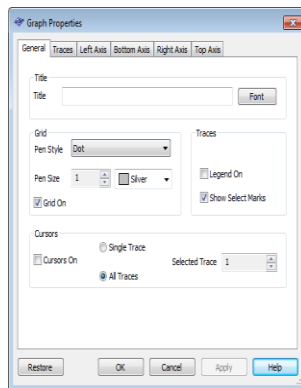 Graph Properties
General Traces Left Axis Bottom Axis Right Axis Top Axis
Title
Title Font
Grid
Pen Style Dot
Pen Size 1 Silver
Grid On
Traces
Legend On
Show Select Marks
Cursors
Cursors On
Single Trace
All Traces
Selected Trace 1
Restore OK Cancel Apply Help